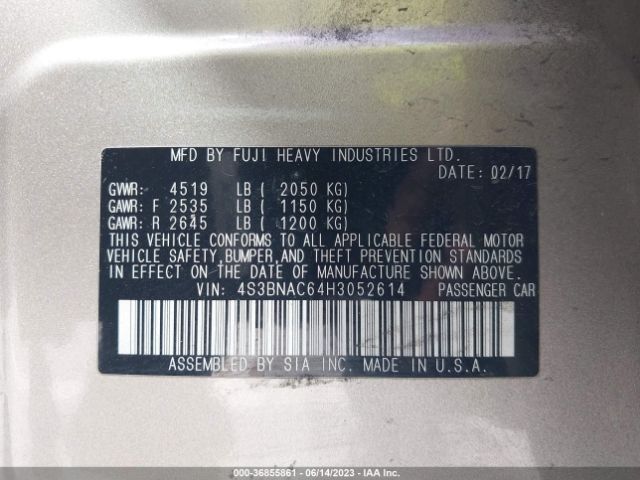 MFD BY FUJI HEAVY INDUSTRIES LTD.
DATE: 02/17
GVWR: 4519 LB ( 2050 KG)
GAWR: F 2535 LB ( 1150 KG)
GAWR: R 2645 LB ( 1200 KG)
THIS VEHICLE CONFORMS TO ALL APPLICABLE FEDERAL MOTOR
VEHICLE SAFETY,BUMPER,AND THEFT PREVENTION STANDARDS
IN EFFECT ON THE DATE OF MANUFACTURE SHOWN ABOVE.
VIN: 4S3BNAC64H3052614 PASSENGER CAR
ASSEMBLED BY SIA INC. MADE IN U.S.A.
000-36855861 - 06/14/2023 - IAA Inc.